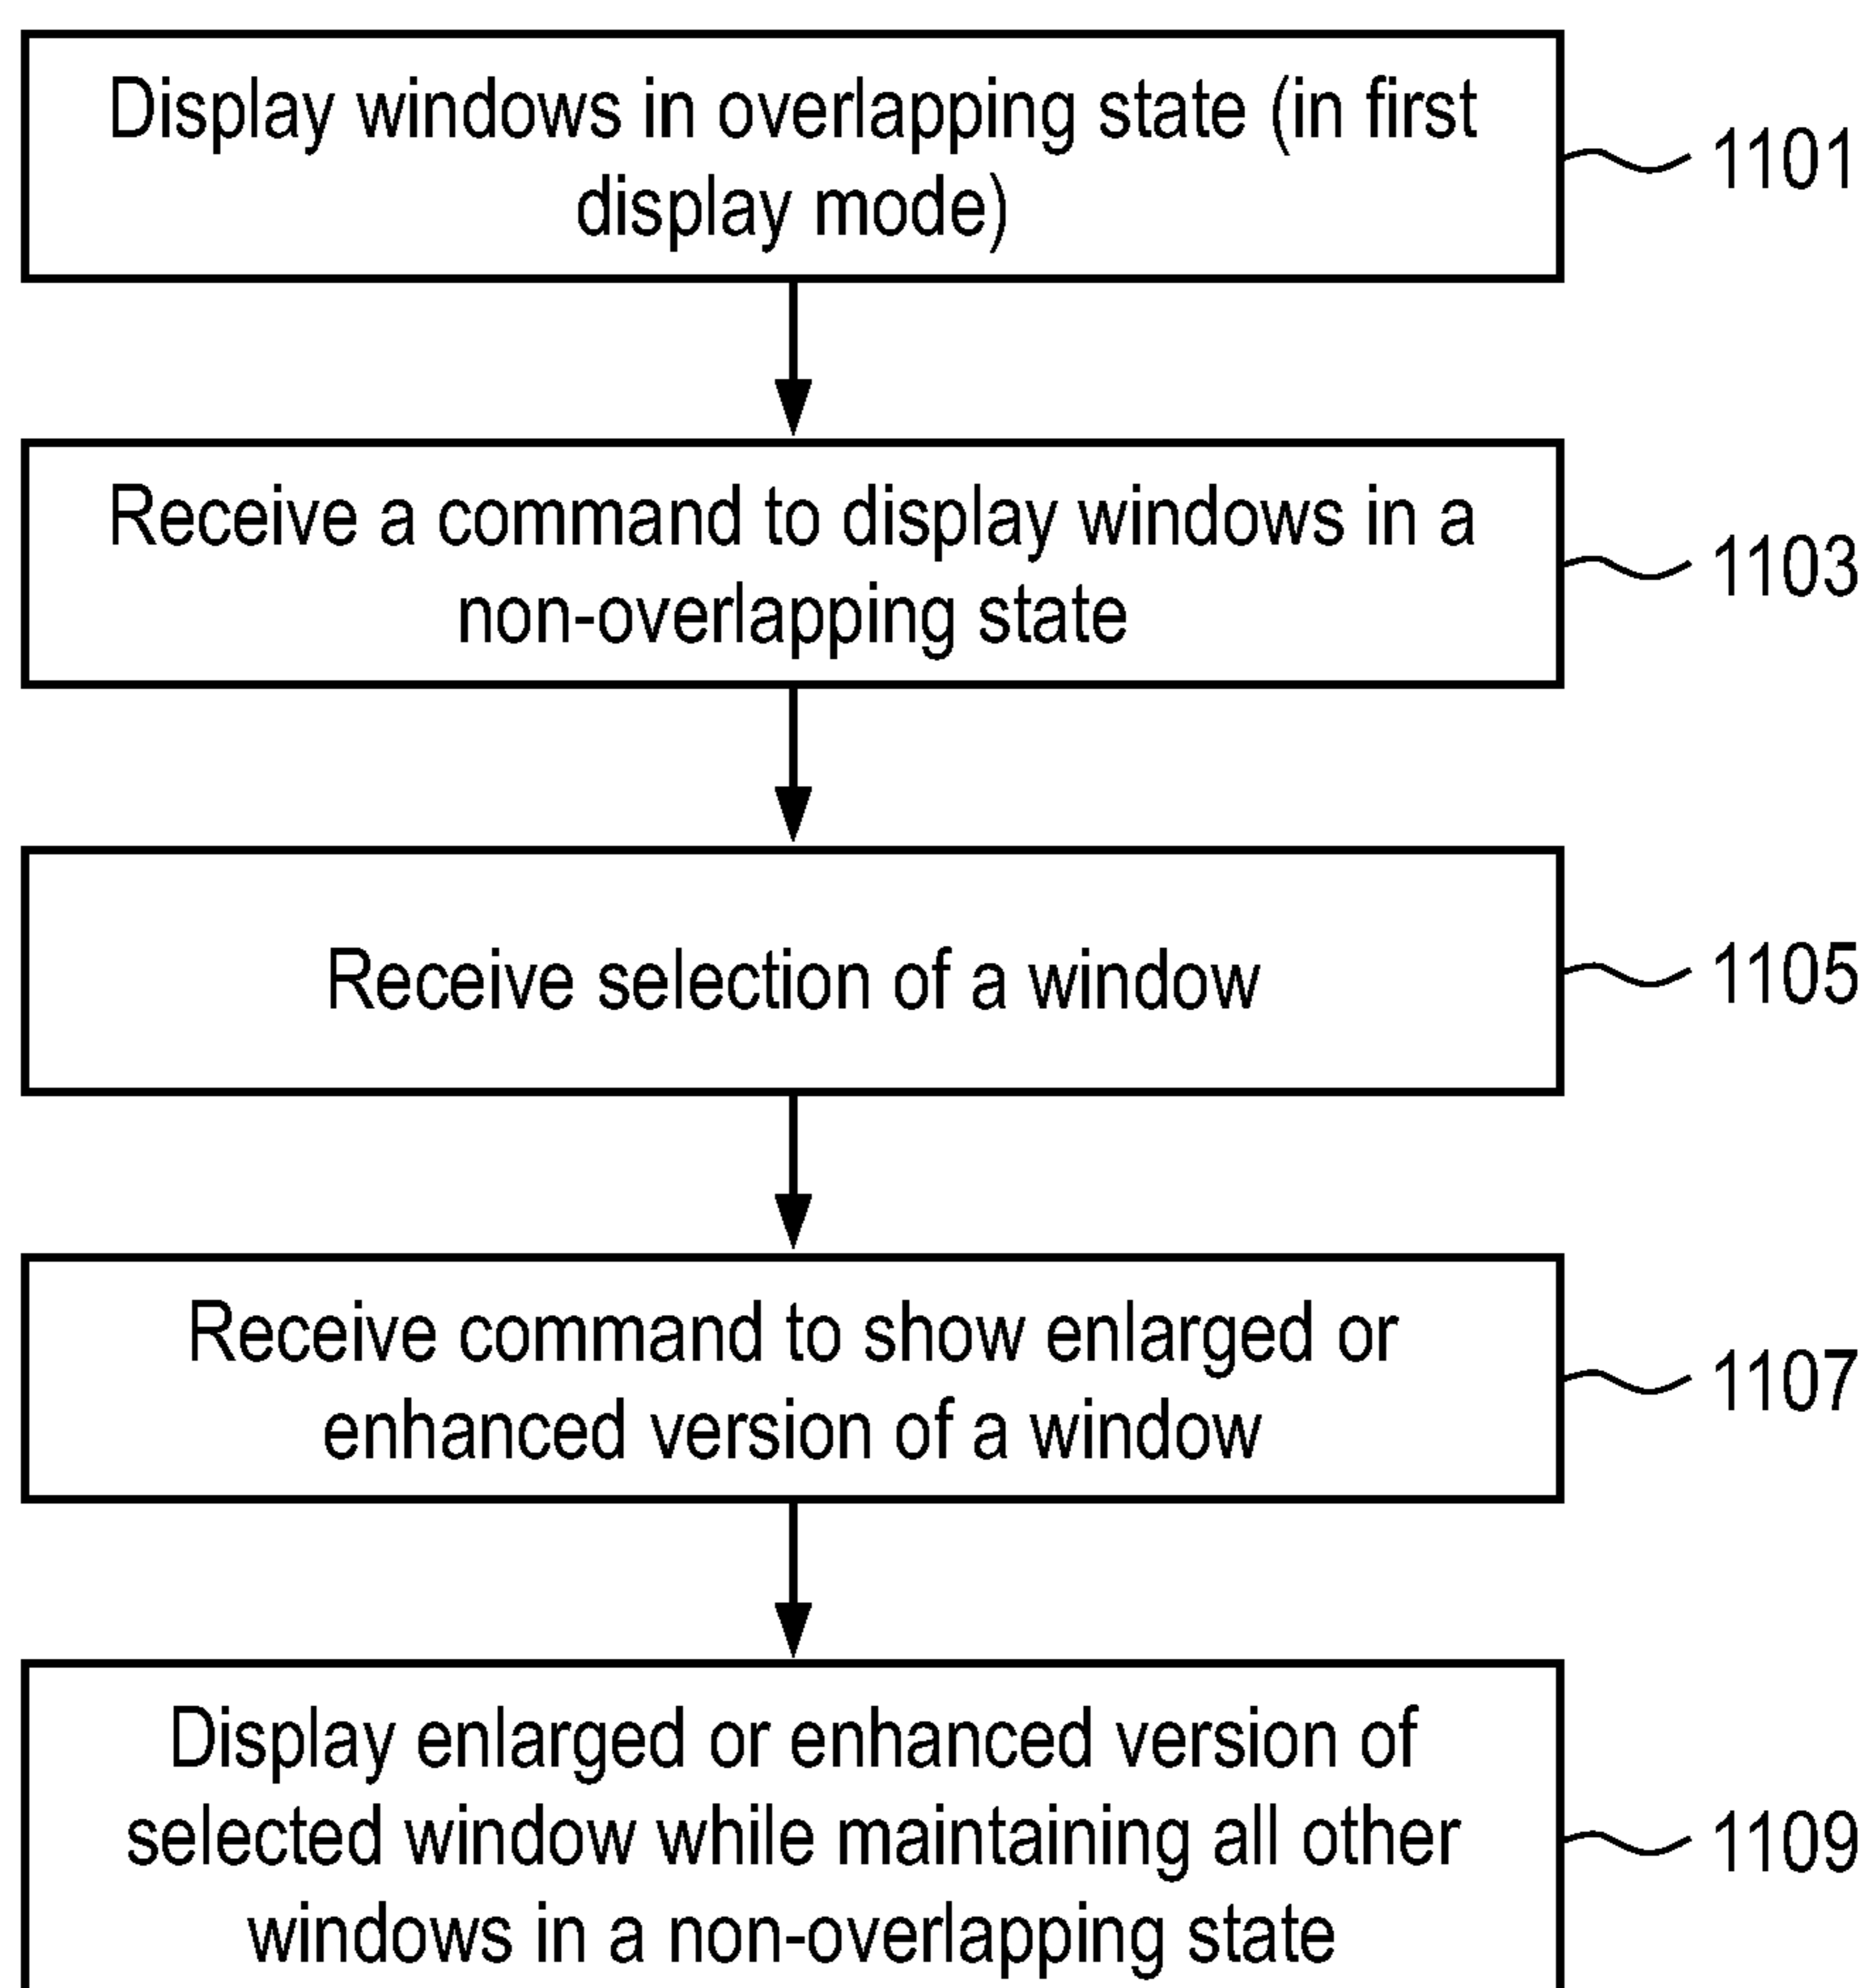 Display windows in overlapping state (in first
display mode)
1101
Receive a command to display windows in a
non-overlapping state
1103
Receive selection of a window
1105
Receive command to show enlarged or
enhanced version of a window
1107
Display enlarged or enhanced version of
selected window while maintaining all other
windows in a non-overlapping state
1109